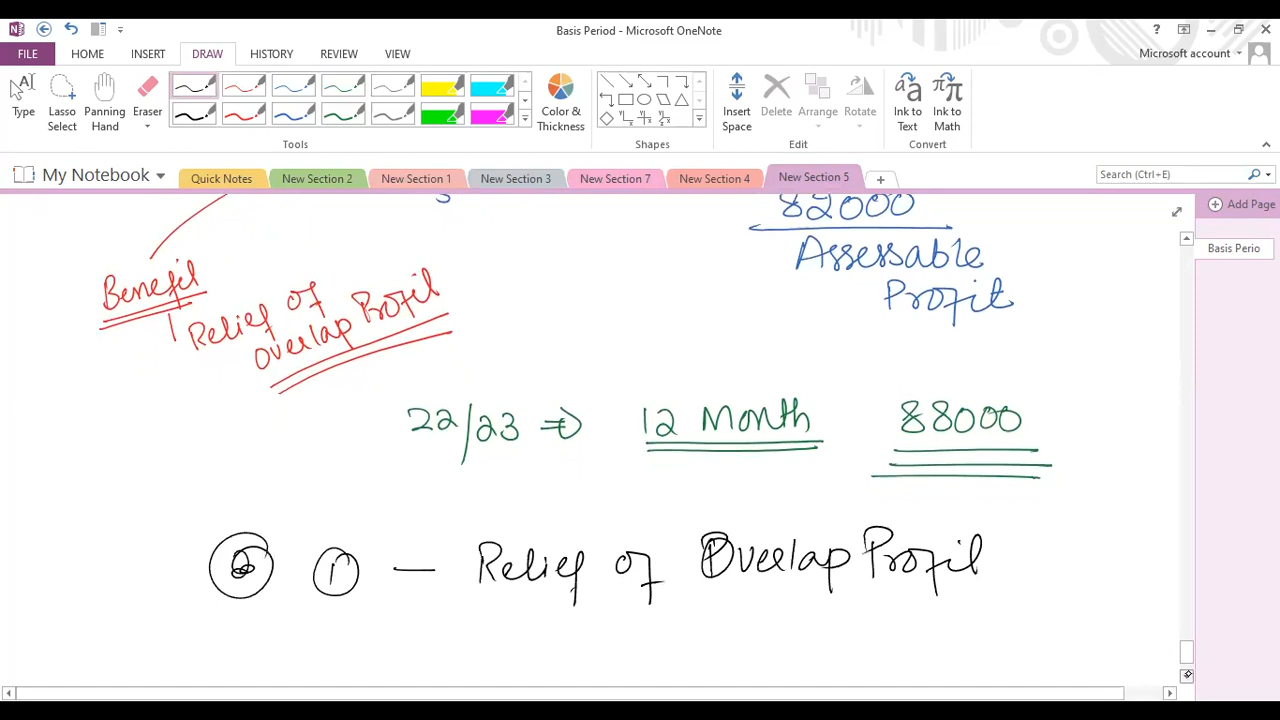 Basis Period - Microsoft OneNote
FILE HOME INSERT DRAW HISTORY REVIEW VIEW Microsoft account
Type Lasso Select Panning Hand Eraser Color & Thickness Insert Space Delete Arrange Rotate Ink to Text Ink to Math
Tools Shapes Edit Convert
My Notebook Quick Notes New Section 2 New Section 1 New Section 3 New Section 7 New Section 4 New Section 5 Search (Ctrl+E)
Add Page
Basis Perio
82000
Assessable
Profit
Benefit
Relief of
Overlap Profit
22/23 ⇒ 12 Month 88000
② ① — Relief of Overlap Profit